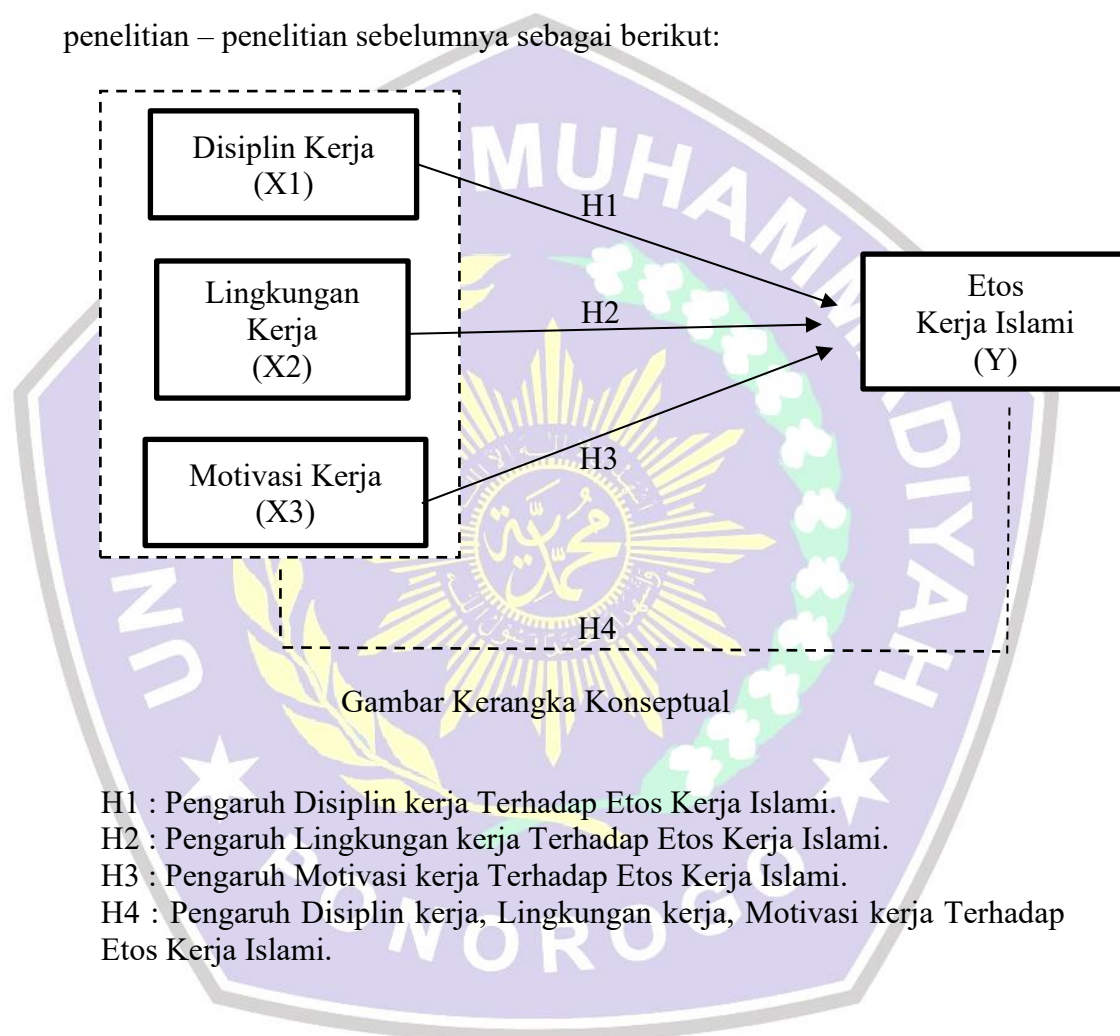 penelitian – penelitian sebelumnya sebagai berikut:
Disiplin Kerja
(X1)
H1
Lingkungan
Kerja
(X2)
H2
Etos
Kerja Islami
(Y)
Motivasi Kerja
(X3)
H3
H4
Gambar Kerangka Konseptual
H1 : Pengaruh Disiplin kerja Terhadap Etos Kerja Islami.
H2 : Pengaruh Lingkungan kerja Terhadap Etos Kerja Islami.
H3 : Pengaruh Motivasi kerja Terhadap Etos Kerja Islami.
H4 : Pengaruh Disiplin kerja, Lingkungan kerja, Motivasi kerja Terhadap
Etos Kerja Islami.
MUHAMMADIYAH
PONOROGO
محمد